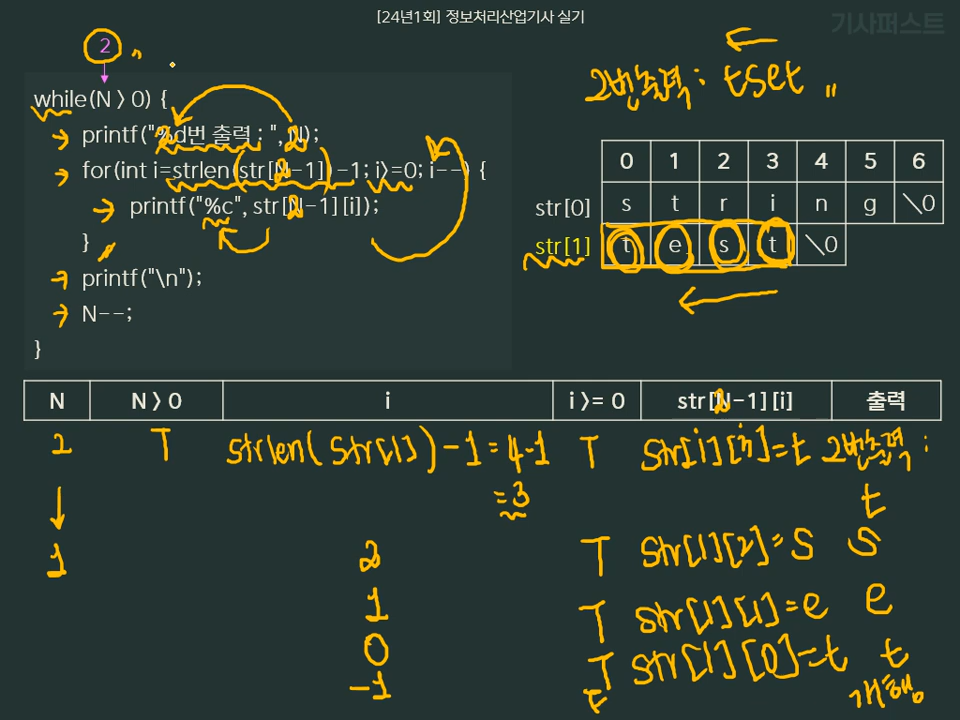 [24년1회] 정보처리산업기사 실기
기사퍼스트
2
2번출력 : tset
while(N > 0) {
printf("%d번 출력 : ", N);
for(int i=strlen(str[N-1])-1; i>=0; i--) {
printf("%c", str[N-1][i]);
}
printf("\n");
N--;
}
0 1 2 3 4 5 6
str[0] s t r i n g \0
str[1] t e s t \0
N N > 0 i i >= 0 str[N-1][i] 출력
2 T strlen(str[1])-1=4-1 T str[1][3]=t 2번출력 :
=3 t
1 2 T str[1][2]=s s
1 T str[1][1]=e e
0 T str[1][0]=t t
-1 F 개행